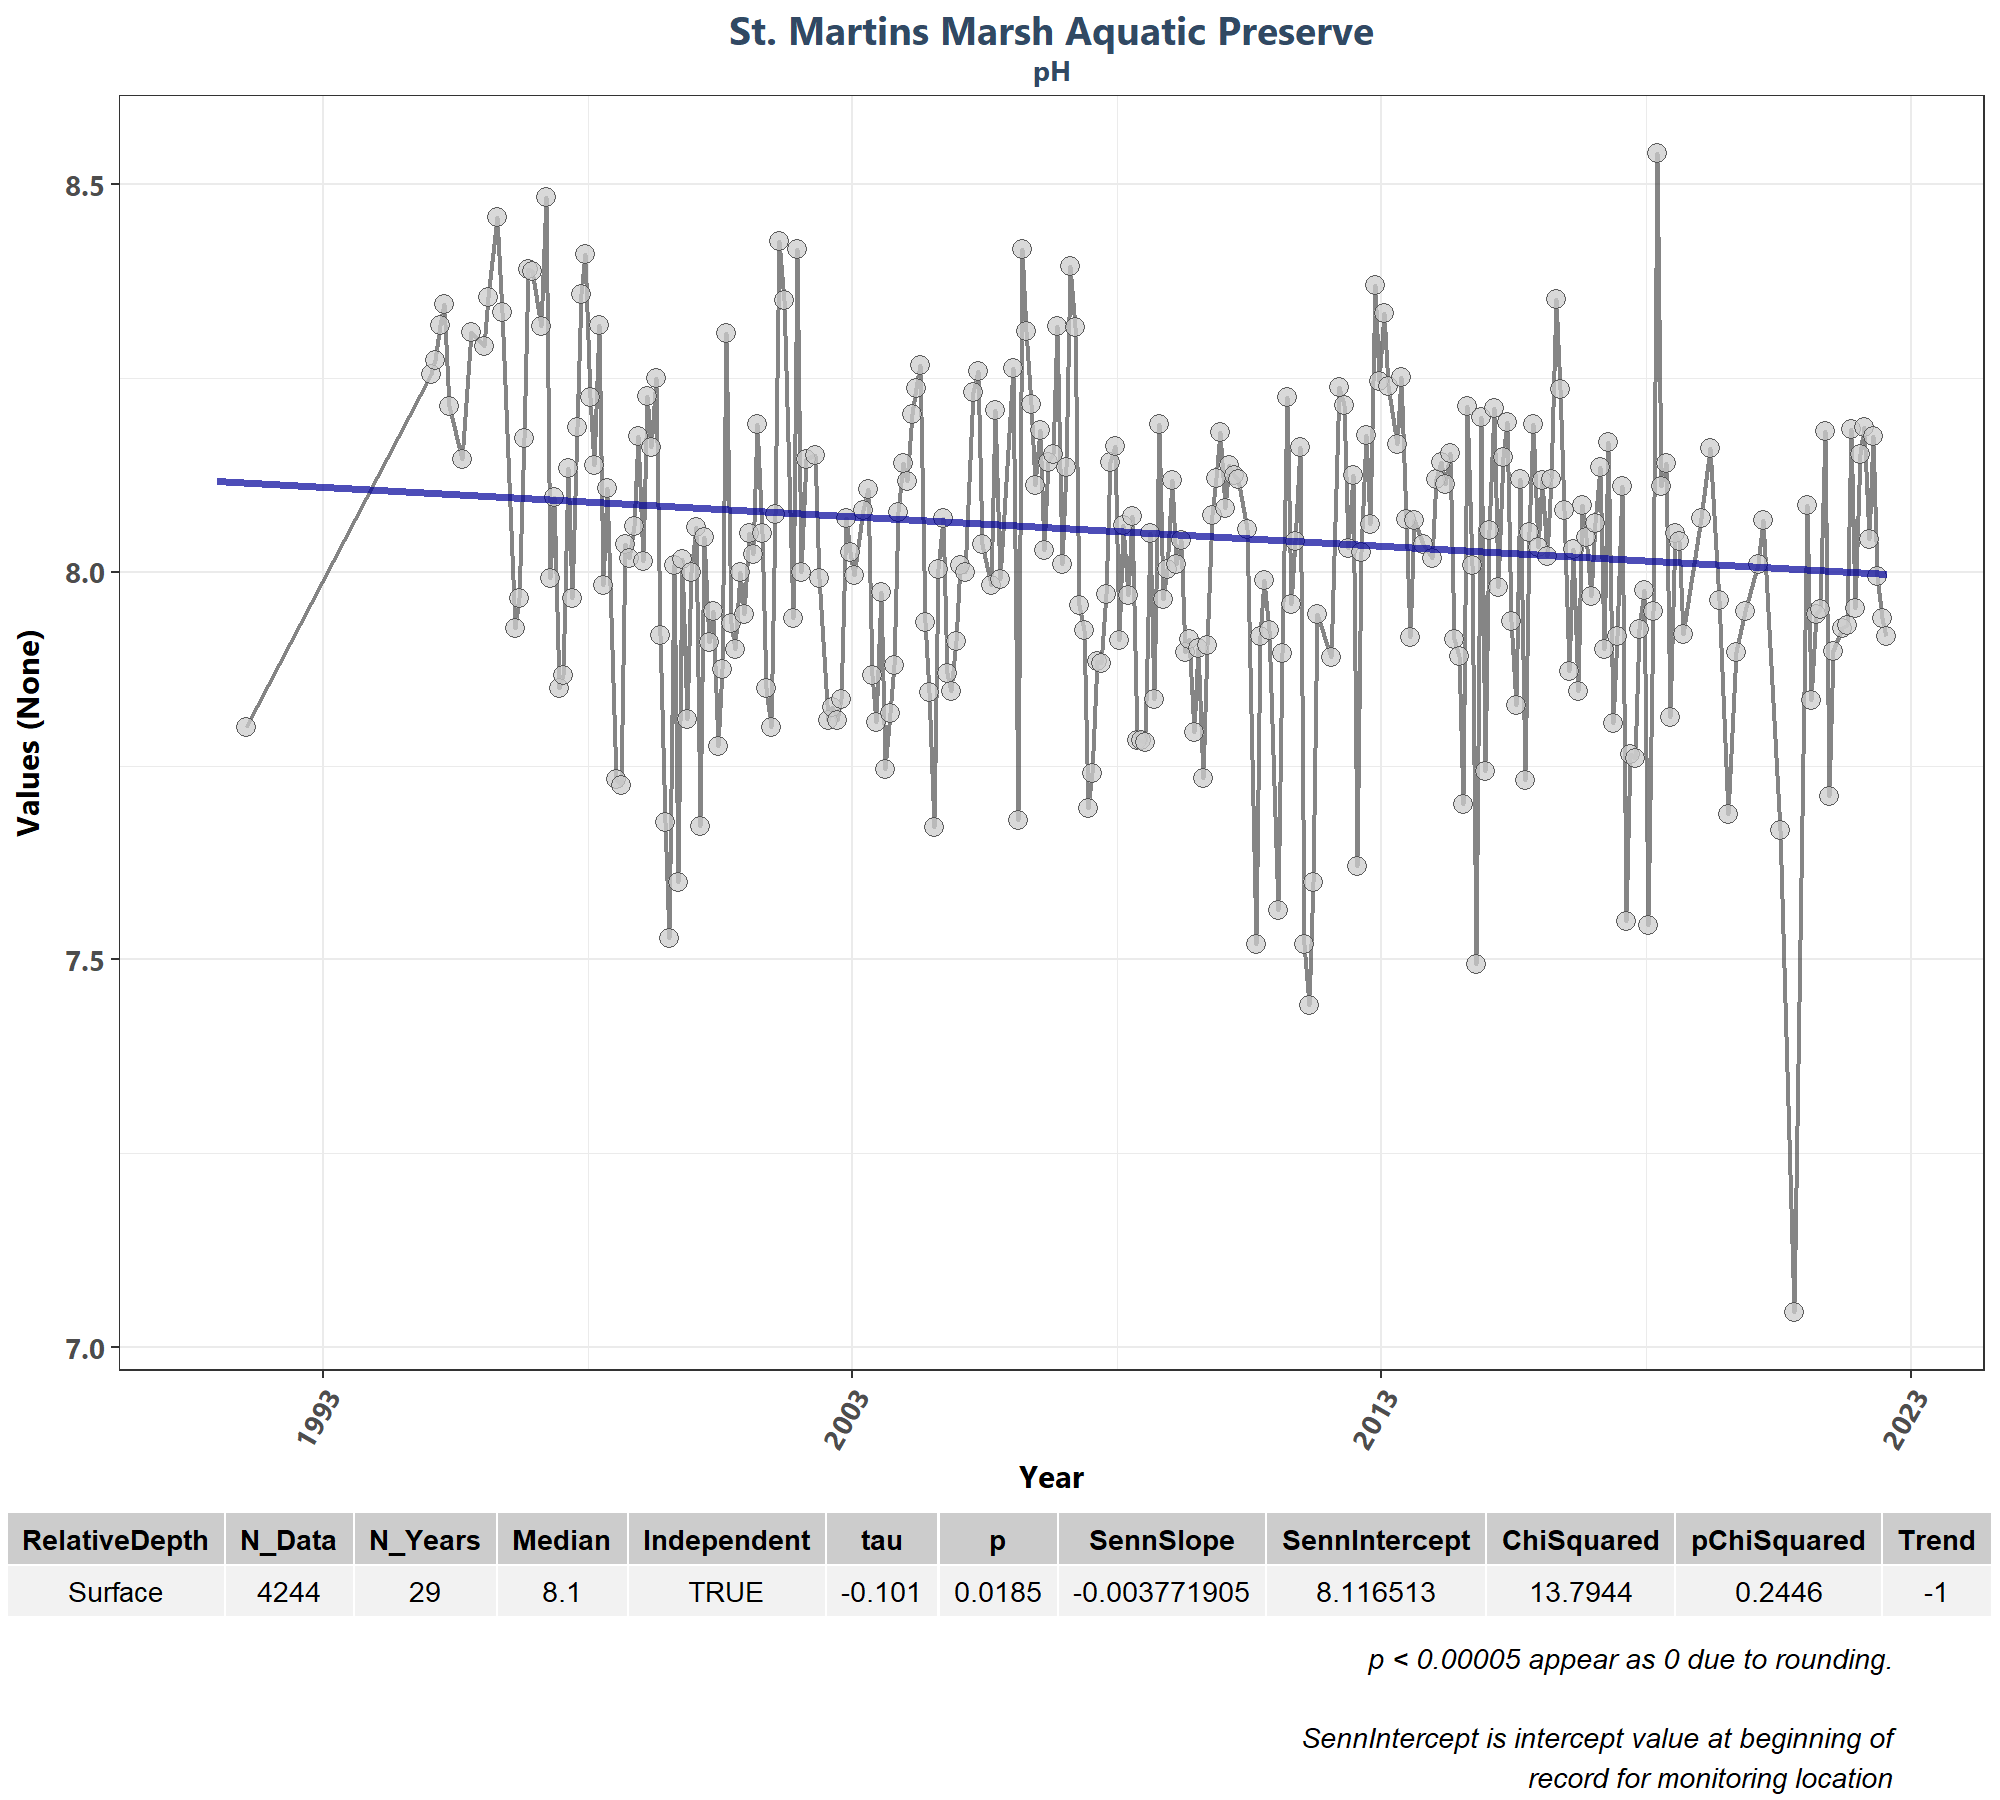 St. Martins Marsh Aquatic Preserve
pH
8.5
8.0
7.5
7.0
Values (None)
1993
2003
2013
2023
Year
RelativeDepth N_Data N_Years Median Independent tau p SennSlope SennIntercept ChiSquared pChiSquared Trend
Surface 4244 29 8.1 TRUE -0.101 0.0185 -0.003771905 8.116513 13.7944 0.2446 -1
p < 0.00005 appear as 0 due to rounding.
SennIntercept is intercept value at beginning of
record for monitoring location